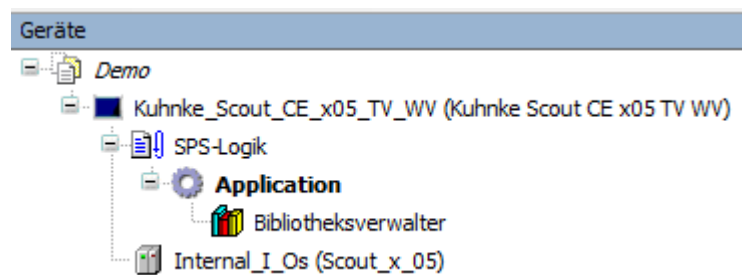 Geräte
Demo
Kuhnke_Scout_CE_x05_TV_WV (Kuhnke Scout CE x05 TV WV)
SPS-Logik
Application
Bibliotheksverwalter
Internal_I_Os (Scout_x_05)